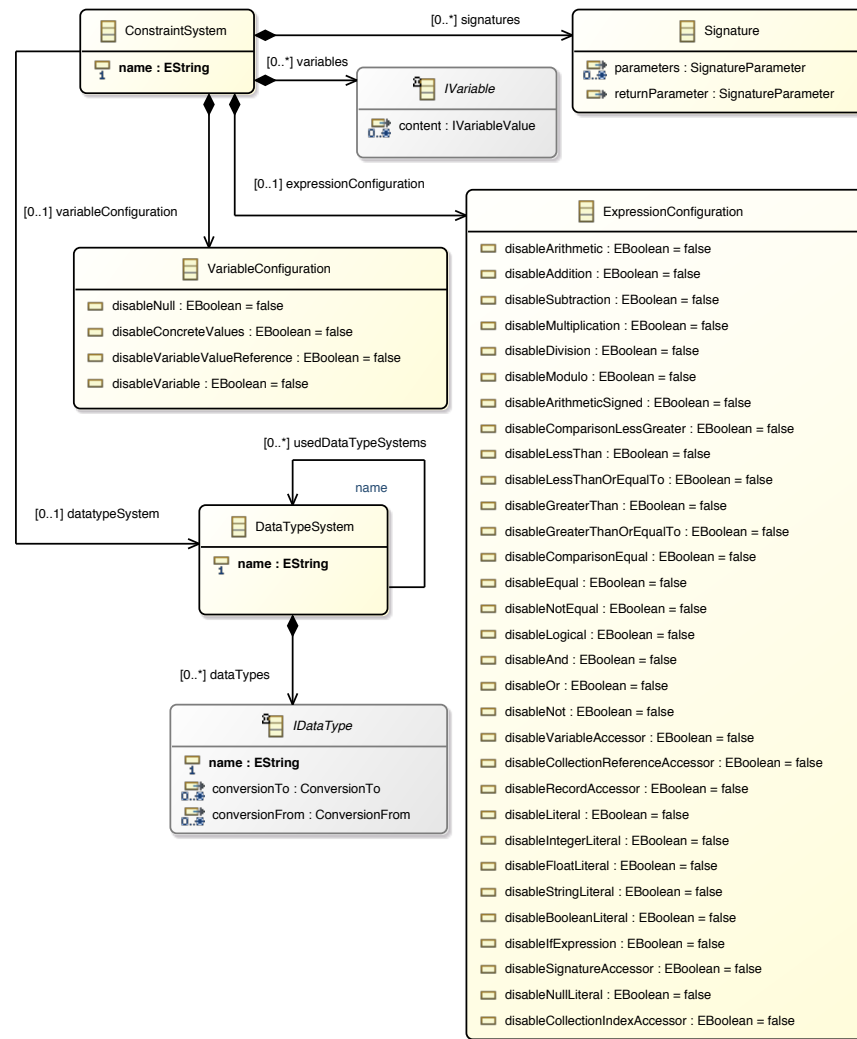 ConstraintSystem
1
name : EString
[0..*] signatures
Signature
0..*
parameters : SignatureParameter
returnParameter : SignatureParameter
[0..*] variables
IVariable
0..*
content : IVariableValue
[0..1] variableConfiguration
[0..1] expressionConfiguration
VariableConfiguration
disableNull : EBoolean = false
disableConcreteValues : EBoolean = false
disableVariableValueReference : EBoolean = false
disableVariable : EBoolean = false
ExpressionConfiguration
disableArithmetic : EBoolean = false
disableAddition : EBoolean = false
disableSubtraction : EBoolean = false
disableMultiplication : EBoolean = false
disableDivision : EBoolean = false
disableModulo : EBoolean = false
disableArithmeticSigned : EBoolean = false
disableComparisonLessGreater : EBoolean = false
disableLessThan : EBoolean = false
disableLessThanOrEqualTo : EBoolean = false
disableGreaterThan : EBoolean = false
disableGreaterThanOrEqualTo : EBoolean = false
disableComparisonEqual : EBoolean = false
disableEqual : EBoolean = false
disableNotEqual : EBoolean = false
disableLogical : EBoolean = false
disableAnd : EBoolean = false
disableOr : EBoolean = false
disableNot : EBoolean = false
disableVariableAccessor : EBoolean = false
disableCollectionReferenceAccessor : EBoolean = false
disableRecordAccessor : EBoolean = false
disableLiteral : EBoolean = false
disableIntegerLiteral : EBoolean = false
disableFloatLiteral : EBoolean = false
disableStringLiteral : EBoolean = false
disableBooleanLiteral : EBoolean = false
disableIfExpression : EBoolean = false
disableSignatureAccessor : EBoolean = false
disableNullLiteral : EBoolean = false
disableCollectionIndexAccessor : EBoolean = false
[0..*] usedDataTypeSystems
name
[0..1] datatypeSystem
DataTypeSystem
1
name : EString
[0..*] dataTypes
IDataType
1
name : EString
0..*
conversionTo : ConversionTo
0..*
conversionFrom : ConversionFrom